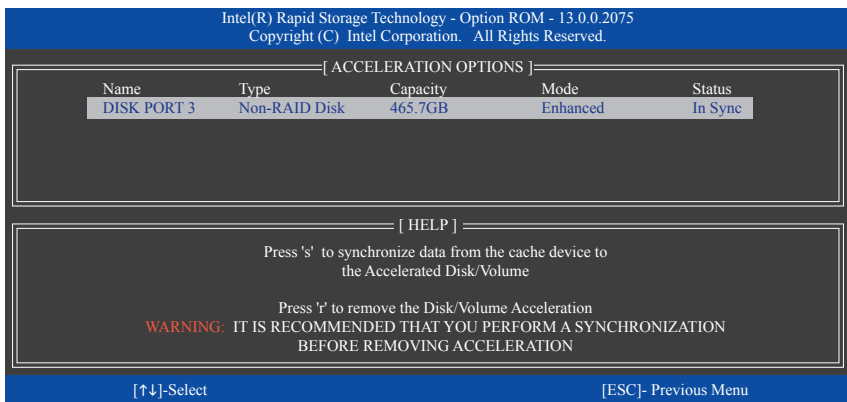 Intel(R) Rapid Storage Technology - Option ROM - 13.0.0.2075
Copyright (C) Intel Corporation. All Rights Reserved.
[ ACCELERATION OPTIONS ]
Name Type Capacity Mode Status
DISK PORT 3 Non-RAID Disk 465.7GB Enhanced In Sync
[ HELP ]
Press 's' to synchronize data from the cache device to
the Accelerated Disk/Volume
Press 'r' to remove the Disk/Volume Acceleration
WARNING: IT IS RECOMMENDED THAT YOU PERFORM A SYNCHRONIZATION
BEFORE REMOVING ACCELERATION
[↑↓]-Select [ESC]- Previous Menu